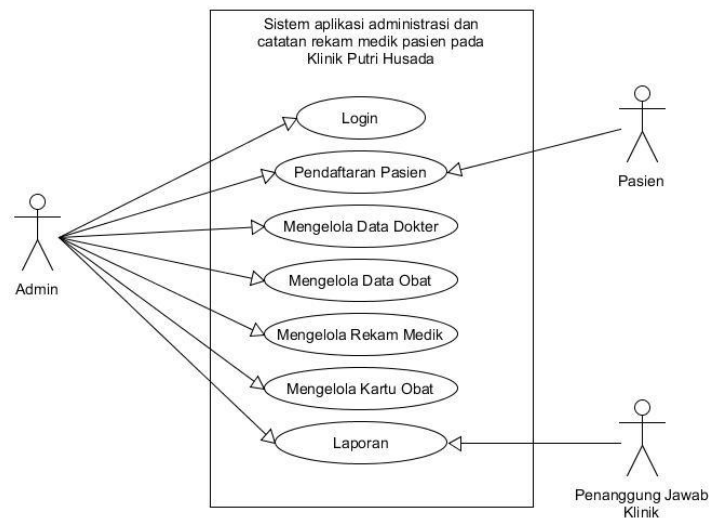 Sistem aplikasi administrasi dan
catatan rekam medik pasien pada
Klinik Putri Husada
Login
Pendaftaran Pasien
Pasien
Mengelola Data Dokter
Admin
Mengelola Data Obat
Mengelola Rekam Medik
Mengelola Kartu Obat
Laporan
Penanggung Jawab
Klinik